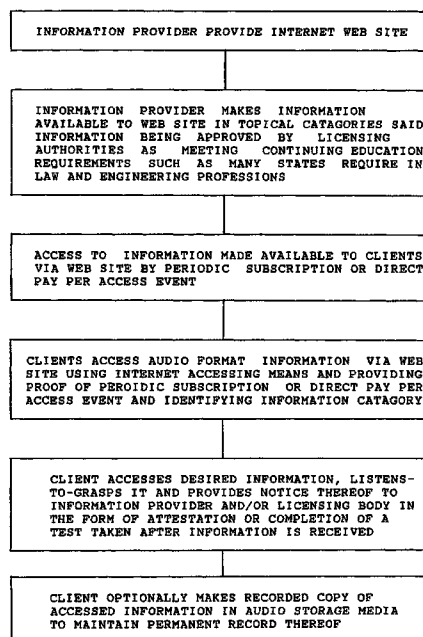 INFORMATION PROVIDER PROVIDE INTERNET WEB SITE
INFORMATION PROVIDER MAKES INFORMATION
AVAILABLE TO WEB SITE IN TOPICAL CATAGORIES SAID
INFORMATION BEING APPROVED BY LICENSING
AUTHORITIES AS MEETING CONTINUING EDUCATION
REQUIREMENTS SUCH AS MANY STATES REQUIRE IN
LAW AND ENGINEERING PROFESSIONS
ACCESS TO INFORMATION MADE AVAILABLE TO CLIENTS
VIA WEB SITE BY PERIODIC SUBSCRIPTION OR DIRECT
PAY PER ACCESS EVENT
CLIENTS ACCESS AUDIO FORMAT INFORMATION VIA WEB
SITE USING INTERNET ACCESSING MEANS AND PROVIDING
PROOF OF PEROIDIC SUBSCRIPTION OR DIRECT PAY PER
ACCESS EVENT AND IDENTIFYING INFORMATION CATAGORY
CLIENT ACCESSES DESIRED INFORMATION, LISTENS-
TO-GRASPS IT AND PROVIDES NOTICE THEREOF TO
INFORMATION PROVIDER AND/OR LICENSING BODY IN
THE FORM OF ATTESTATION OR COMPLETION OF A
TEST TAKEN AFTER INFORMATION IS RECEIVED
CLIENT OPTIONALLY MAKES RECORDED COPY OF
ACCESSED INFORMATION IN AUDIO STORAGE MEDIA
TO MAINTAIN PERMANENT RECORD THEREOF